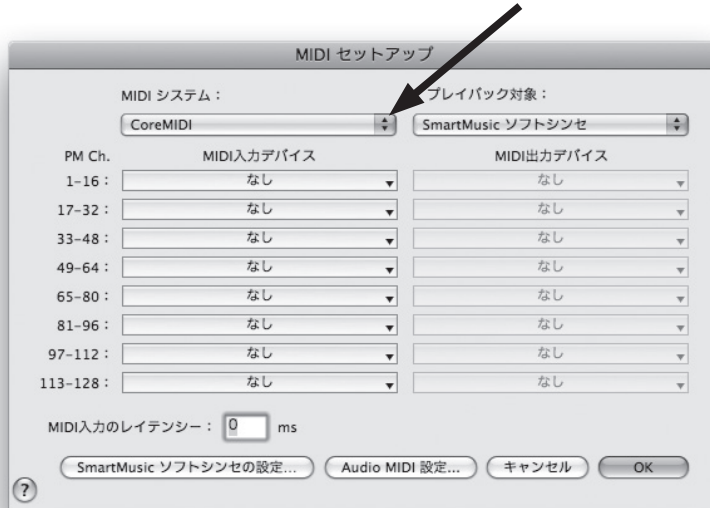 MIDI セットアップ
MIDI システム：
プレイバック対象：
CoreMIDI
SmartMusic ソフトシンセ
PM Ch. MIDI入力デバイス MIDI出力デバイス
1–16： なし なし
17–32： なし なし
33–48： なし なし
49–64： なし なし
65–80： なし なし
81–96： なし なし
97–112： なし なし
113–128： なし なし
MIDI入力のレイテンシー： 0 ms
SmartMusic ソフトシンセの設定... Audio MIDI 設定... キャンセル OK
?